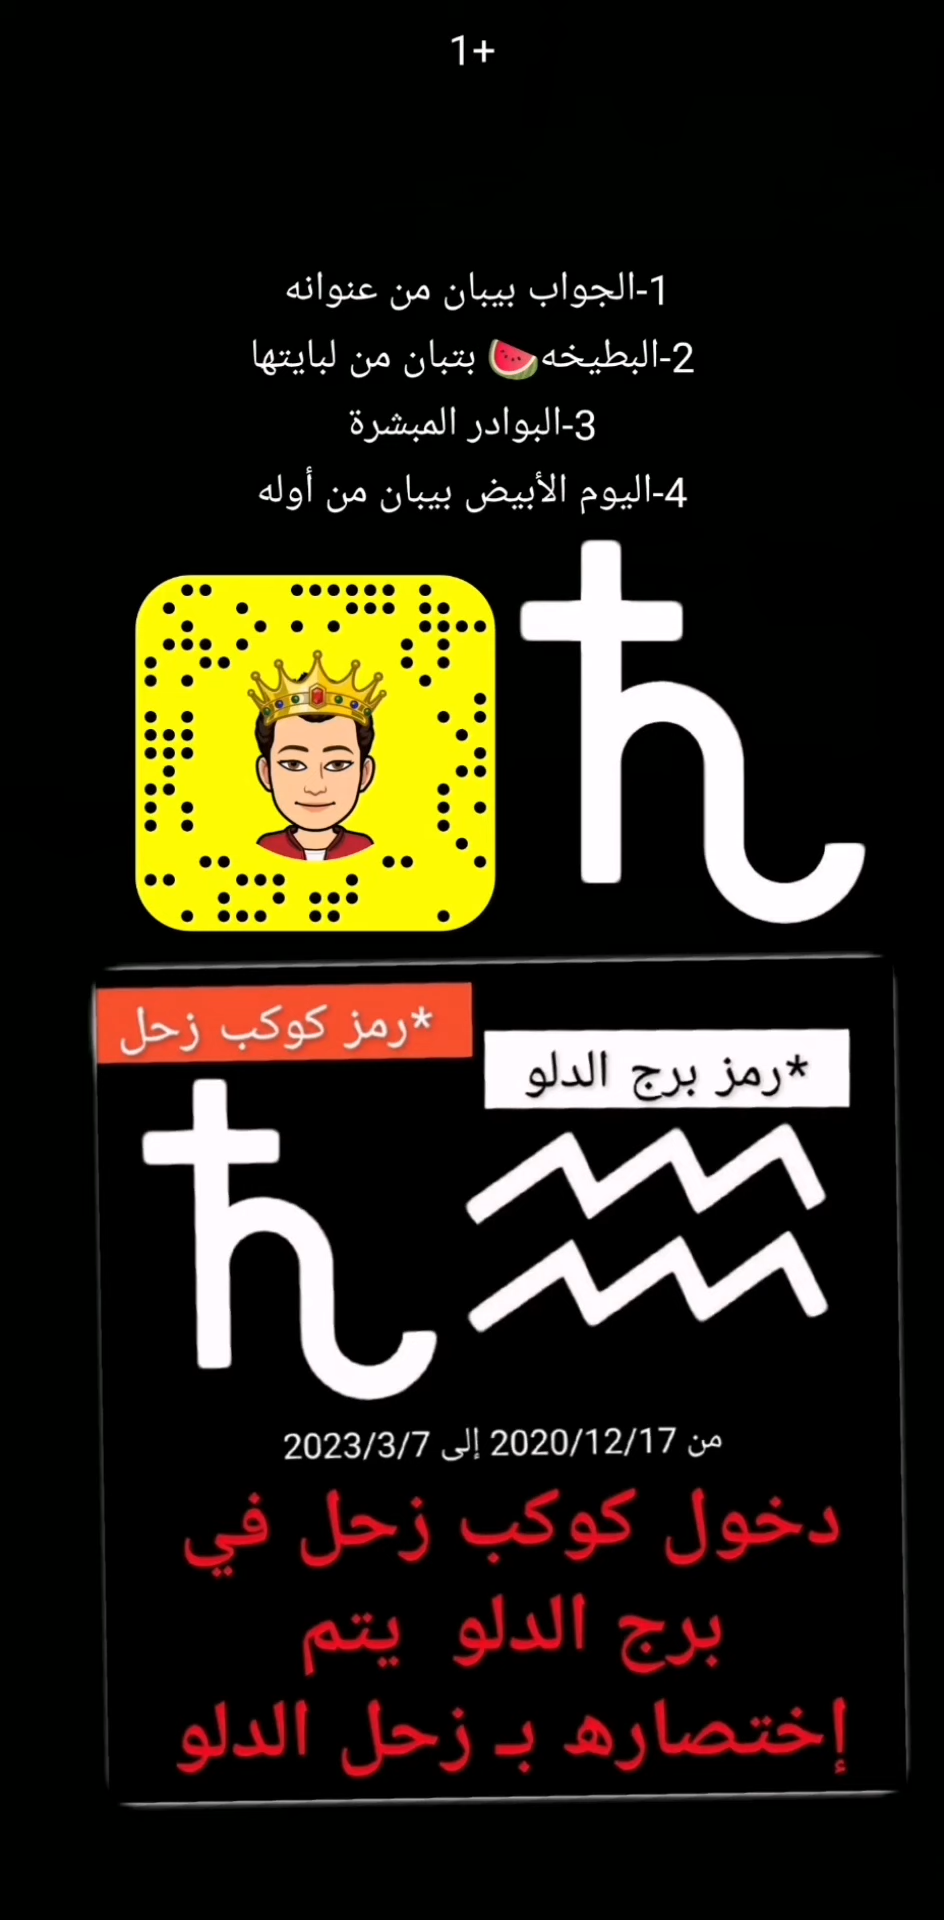 1+
1-الجواب بيبان من عنوانه
2-البطيخه🍉 بتبان من لبايتها
3-البوادر المبشرة
4-اليوم الأبيض بيبان من أوله
*رمز كوكب زحل
*رمز برج الدلو
من 2020/12/17 إلى 2023/3/7
دخول كوكب زحل في
برج الدلو يتم
إختصاره بـ زحل الدلو